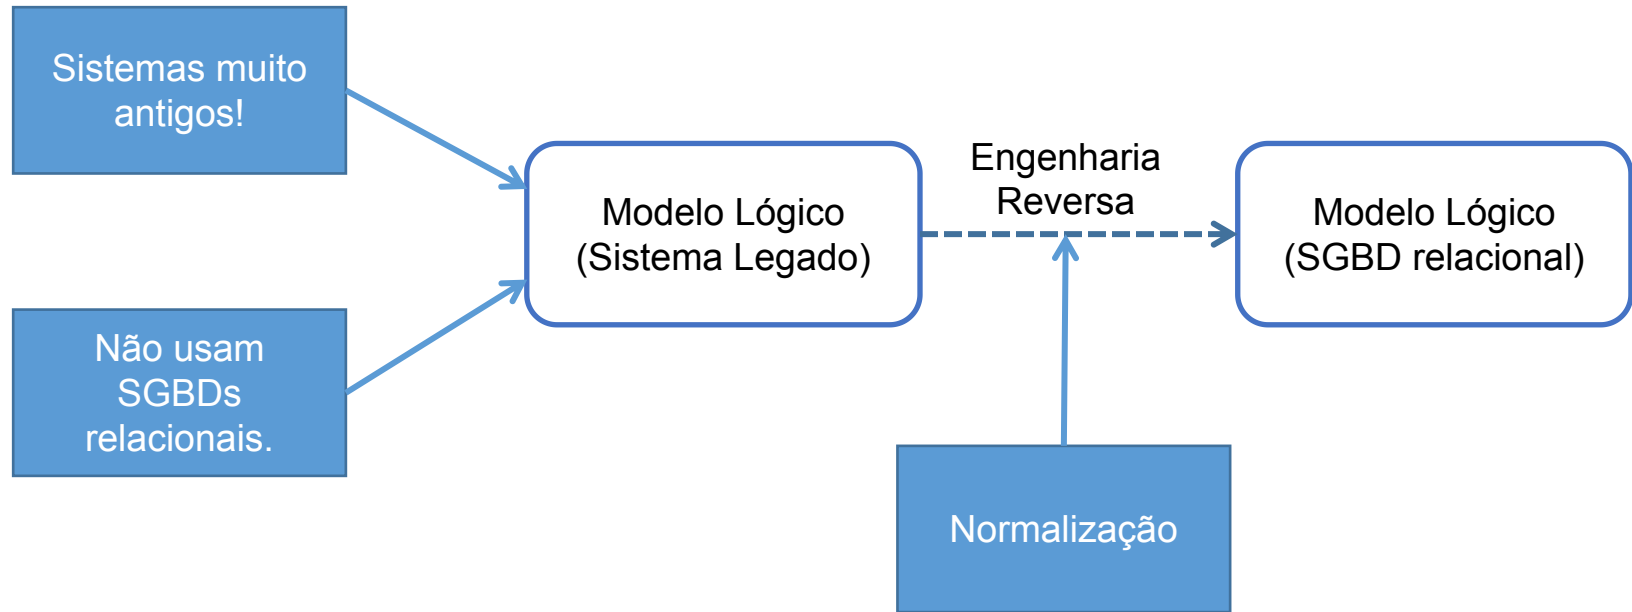 Sistemas muito
antigos!
Engenharia
Reversa
Modelo Lógico
(Sistema Legado)
Modelo Lógico
(SGBD relacional)
Não usam
SGBDs
relacionais.
Normalização